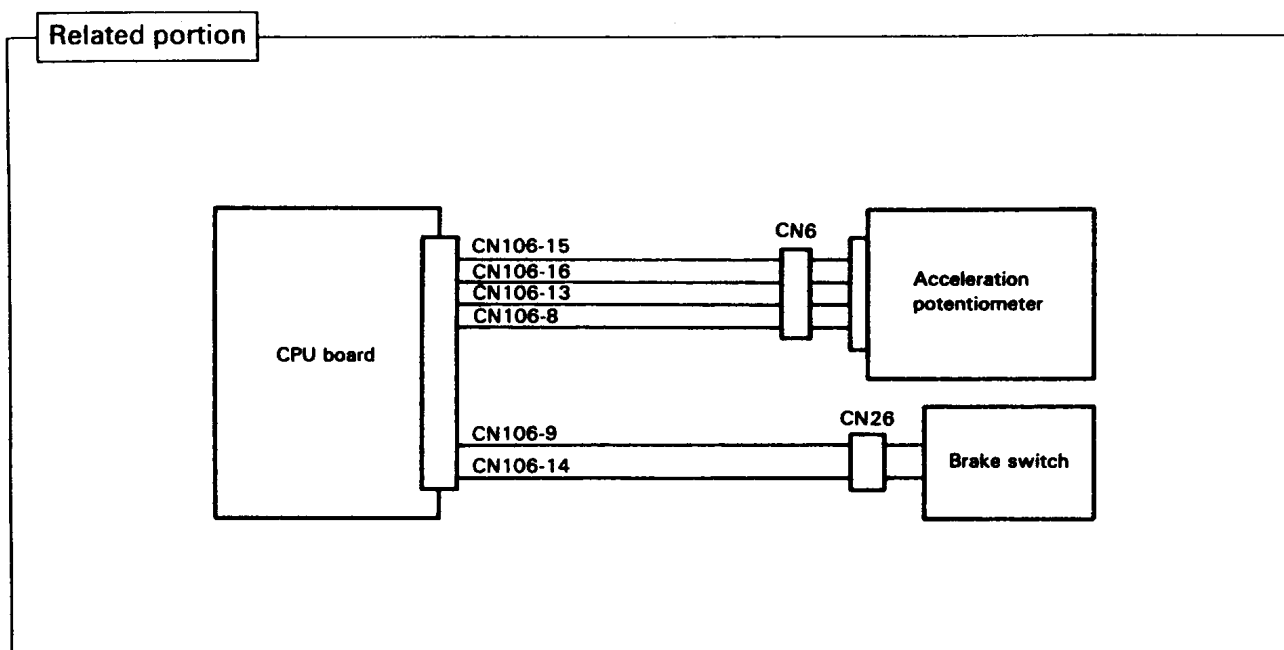 Related portion
CN106-15
CN106-16
CN106-13
CN106-8
CN6
Acceleration
potentiometer
CPU board
CN106-9
CN106-14
CN26
Brake switch